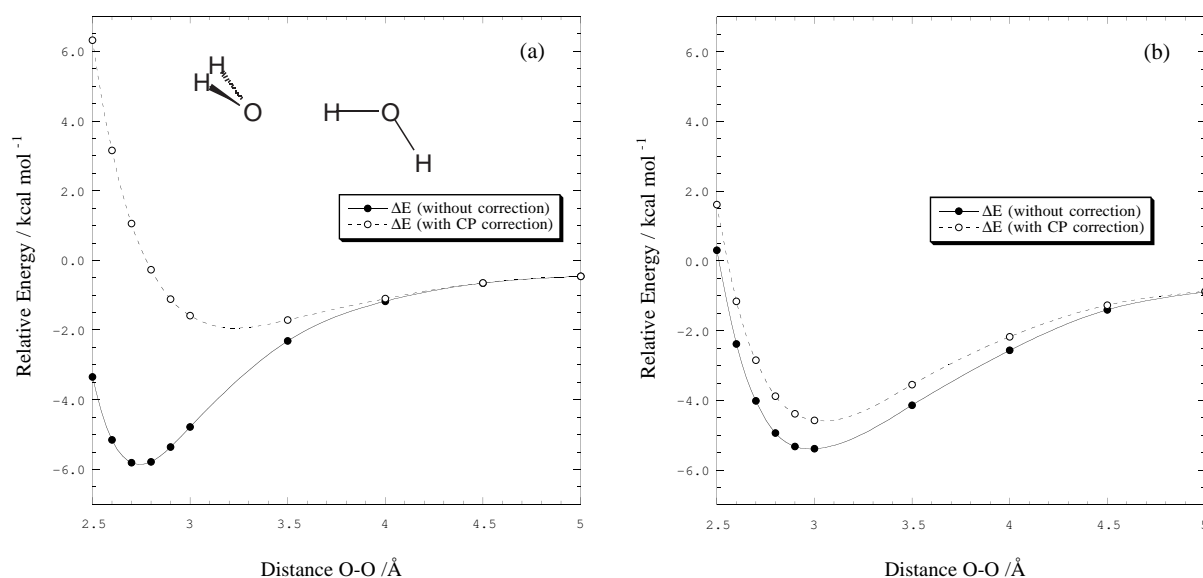 6.0
4.0
2.0
0.0
-2.0
-4.0
-6.0
2.5
3
3.5
4
4.5
5
Relative Energy / kcal mol⁻¹
Distance O-O /Å
(a)
H
H
O
H
O
H
ΔE (without correction)
ΔE (with CP correction)
6.0
4.0
2.0
0.0
-2.0
-4.0
-6.0
2.5
3
3.5
4
4.5
5
Relative Energy / kcal mol⁻¹
Distance O-O /Å
(b)
ΔE (without correction)
ΔE (with CP correction)